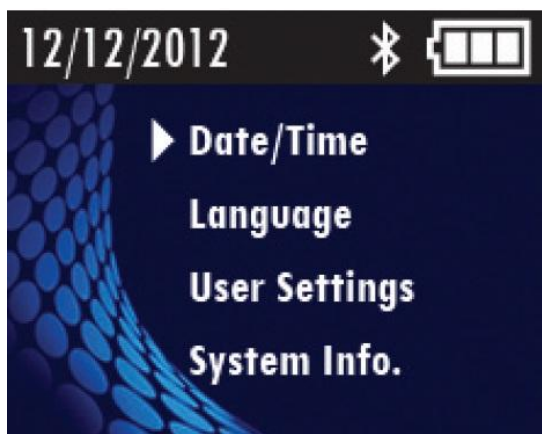 12/12/2012
Date/Time
Language
User Settings
System Info.